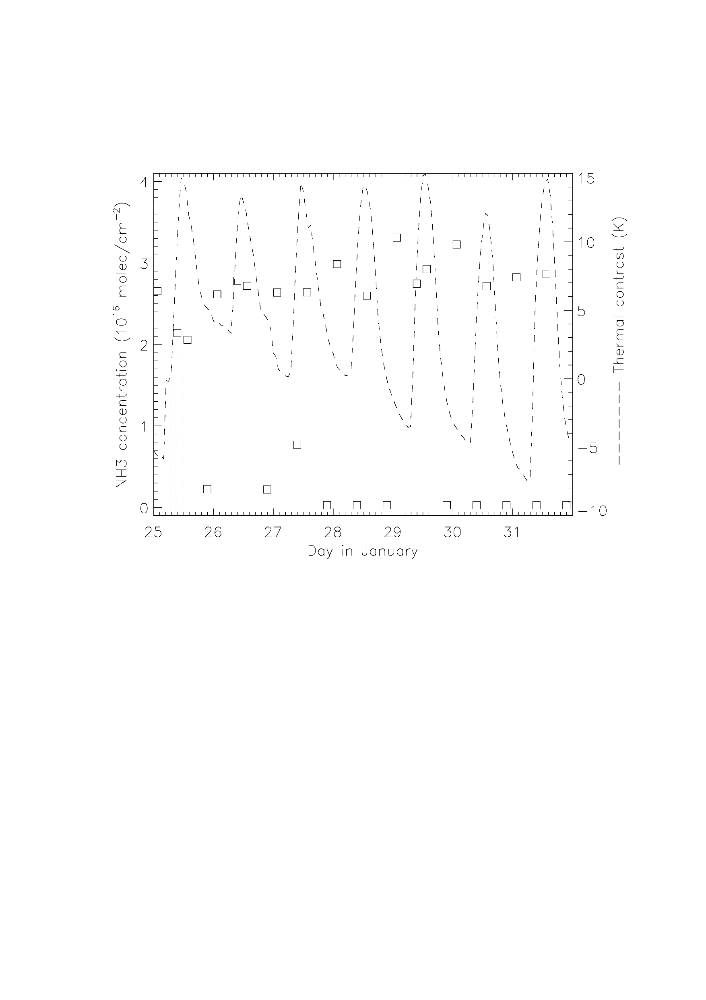 4
3
2
1
0
NH3 concentration (10¹⁶ molec/cm⁻²)
15
10
5
0
−5
−10
Thermal contrast (K)
25 26 27 28 29 30 31
Day in January